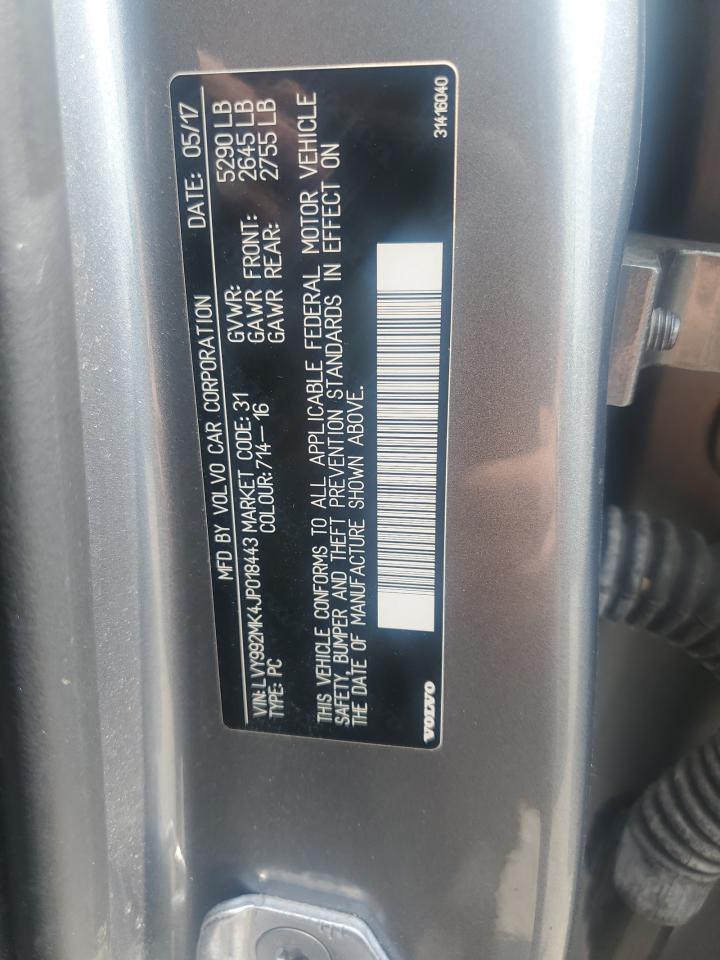 MFD BY VOLVO CAR CORPORATION DATE: 05/17
VIN: LVY992MK4JP018443 MARKET CODE: 31 GVWR: 5290 LB
TYPE: PC COLOUR: 714-16 GAWR FRONT: 2645 LB
GAWR REAR: 2755 LB
THIS VEHICLE CONFORMS TO ALL APPLICABLE FEDERAL MOTOR VEHICLE
SAFETY, BUMPER AND THEFT PREVENTION STANDARDS IN EFFECT ON
THE DATE OF MANUFACTURE SHOWN ABOVE.
VOLVO 31416040